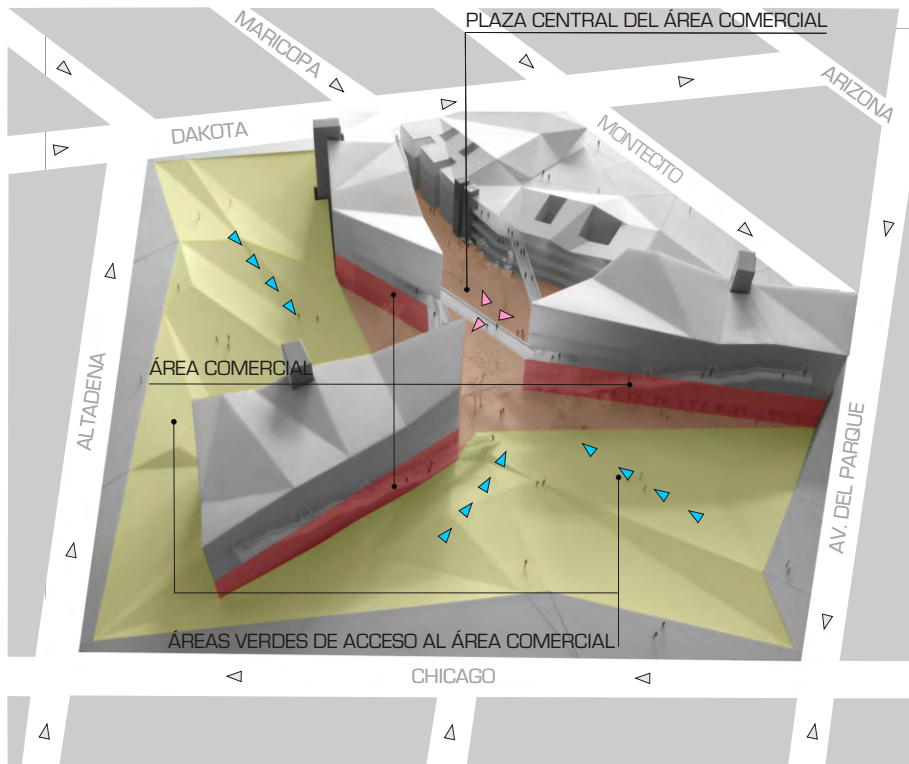 PLAZA CENTRAL DEL ÁREA COMERCIAL
MARICOPA
ARIZONA
DAKOTA
MONTECITO
ÁREA COMERCIAL
ALTADENA
AV. DEL PARQUE
ÁREAS VERDES DE ACCESO AL ÁREA COMERCIAL
CHICAGO